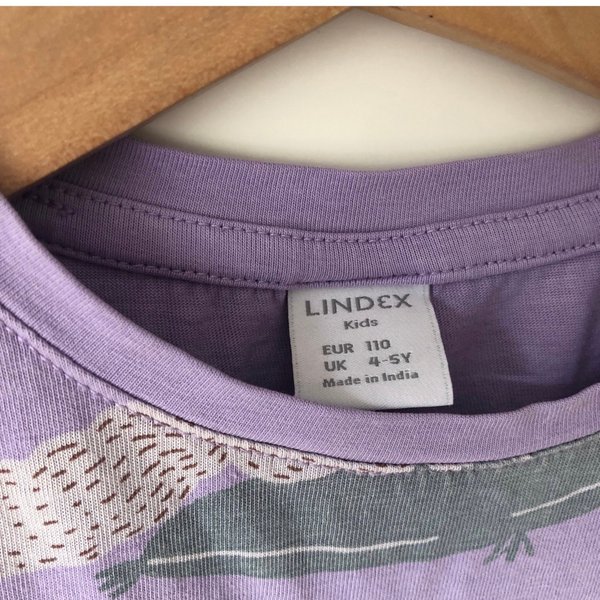 LINDEX
Kids
EUR 110
UK 4-5Y
Made in India